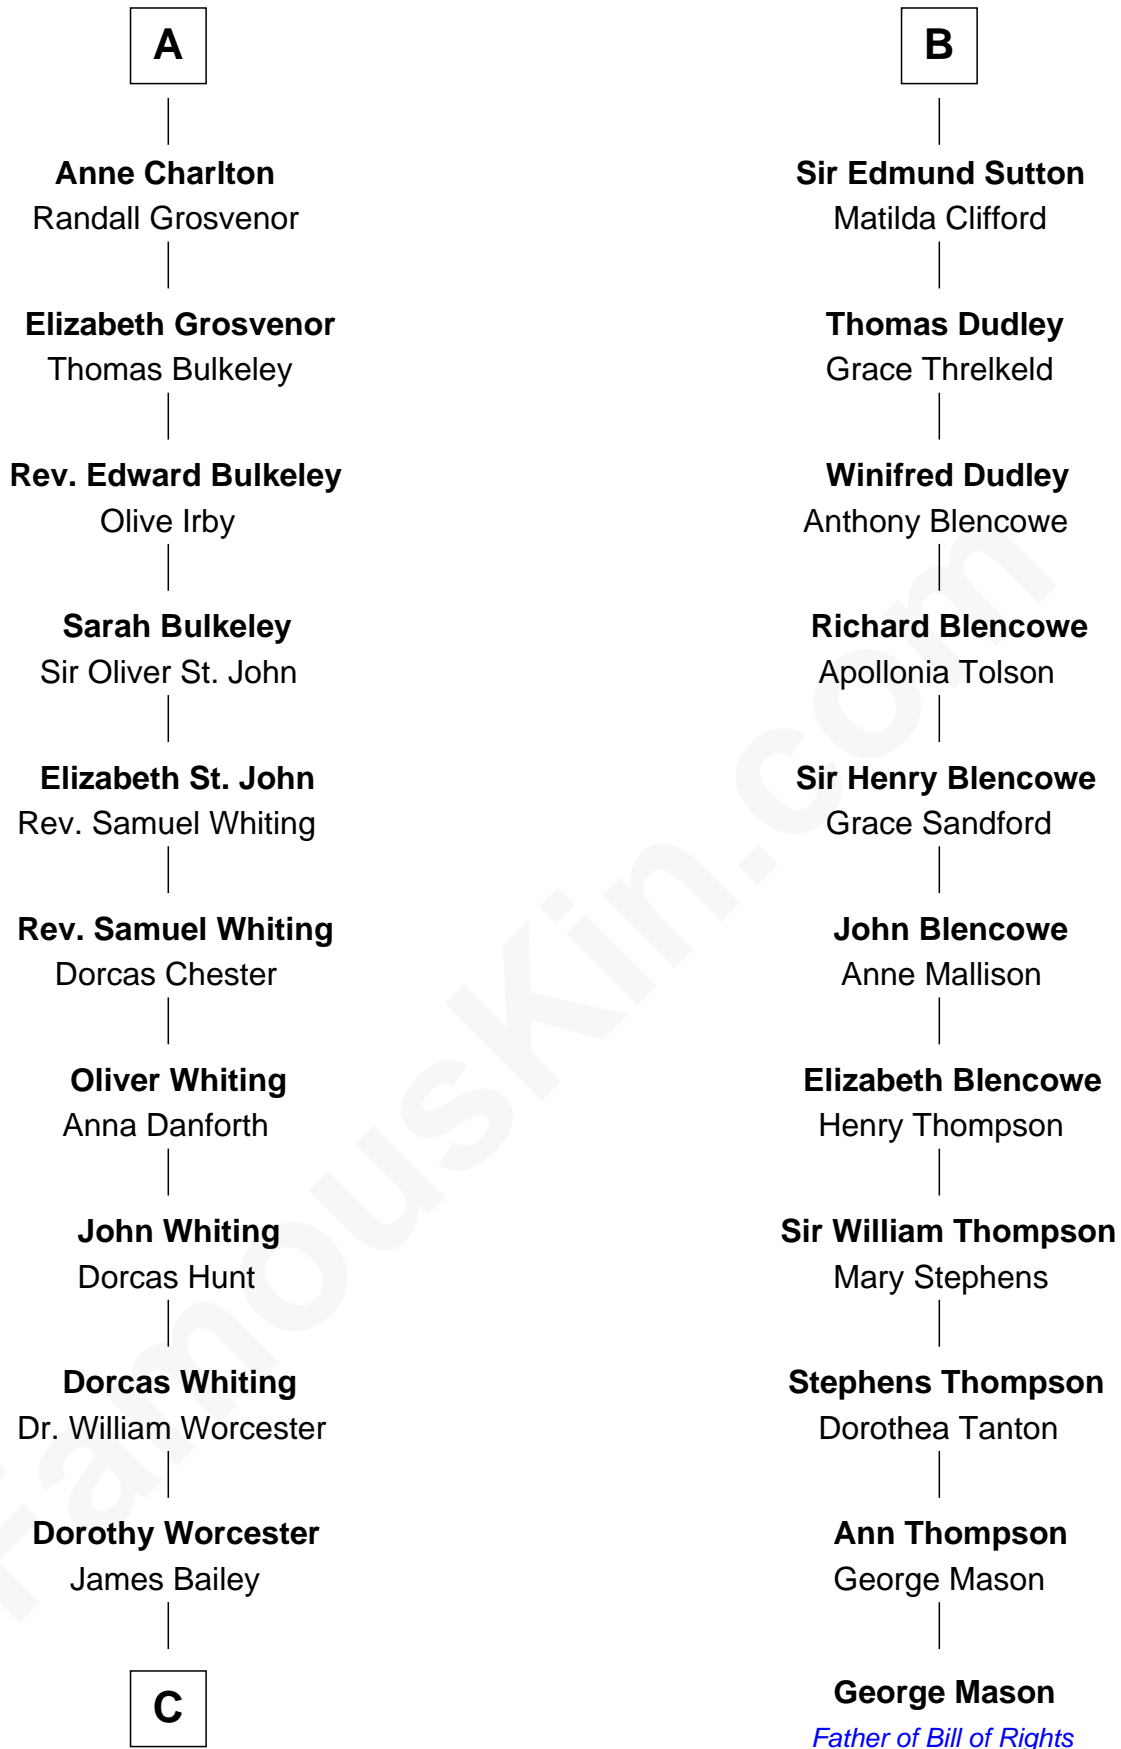 A
Anne Charlton
Randall Grosvenor
Elizabeth Grosvenor
Thomas Bulkeley
Rev. Edward Bulkeley
Olive Irby
Sarah Bulkeley
Sir Oliver St. John
Elizabeth St. John
Rev. Samuel Whiting
Rev. Samuel Whiting
Dorcas Chester
Oliver Whiting
Anna Danforth
John Whiting
Dorcas Hunt
Dorcas Whiting
Dr. William Worcester
Dorothy Worcester
James Bailey
C
B
Sir Edmund Sutton
Matilda Clifford
Thomas Dudley
Grace Threlkeld
Winifred Dudley
Anthony Blencowe
Richard Blencowe
Apollonia Tolson
Sir Henry Blencowe
Grace Sandford
John Blencowe
Anne Mallison
Elizabeth Blencowe
Henry Thompson
Sir William Thompson
Mary Stephens
Stephens Thompson
Dorothea Tanton
Ann Thompson
George Mason
George Mason
Father of Bill of Rights
FamousKin.com